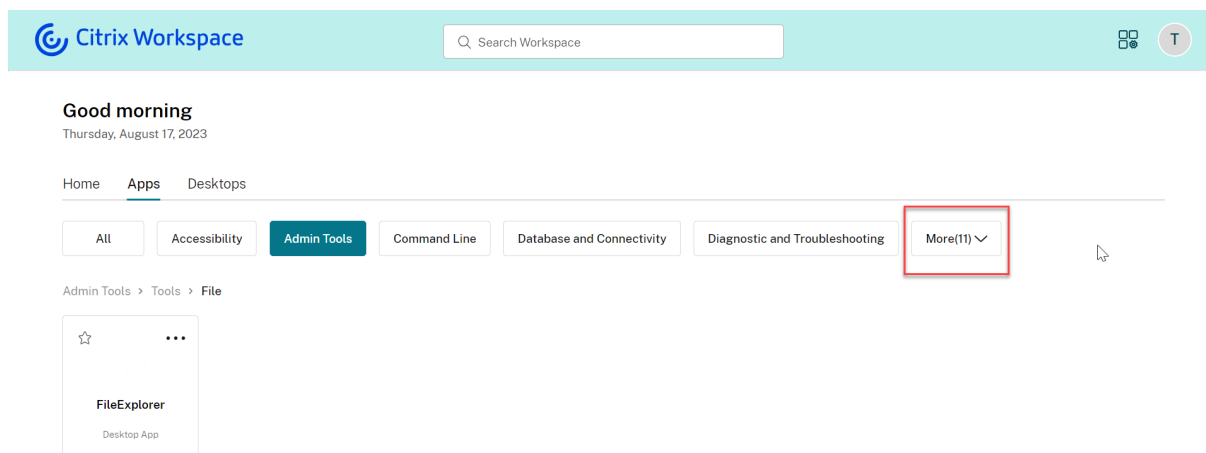 Citrix Workspace
Search Workspace
T
Good morning
Thursday, August 17, 2023
Home Apps Desktops
All Accessibility Admin Tools Command Line Database and Connectivity Diagnostic and Troubleshooting More(11)
Admin Tools > Tools > File
FileExplorer
Desktop App